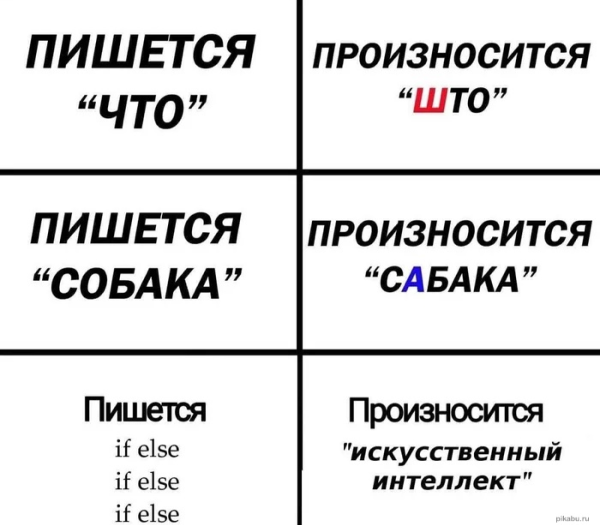 ПИШЕТСЯ
“ЧТО”
ПРОИЗНОСИТСЯ
“ШТО”
ПИШЕТСЯ
“СОБАКА”
ПРОИЗНОСИТСЯ
“САБАКА”
Пишется
if else
if else
if else
Произносится
"искусственный
интеллект"
pikabu.ru